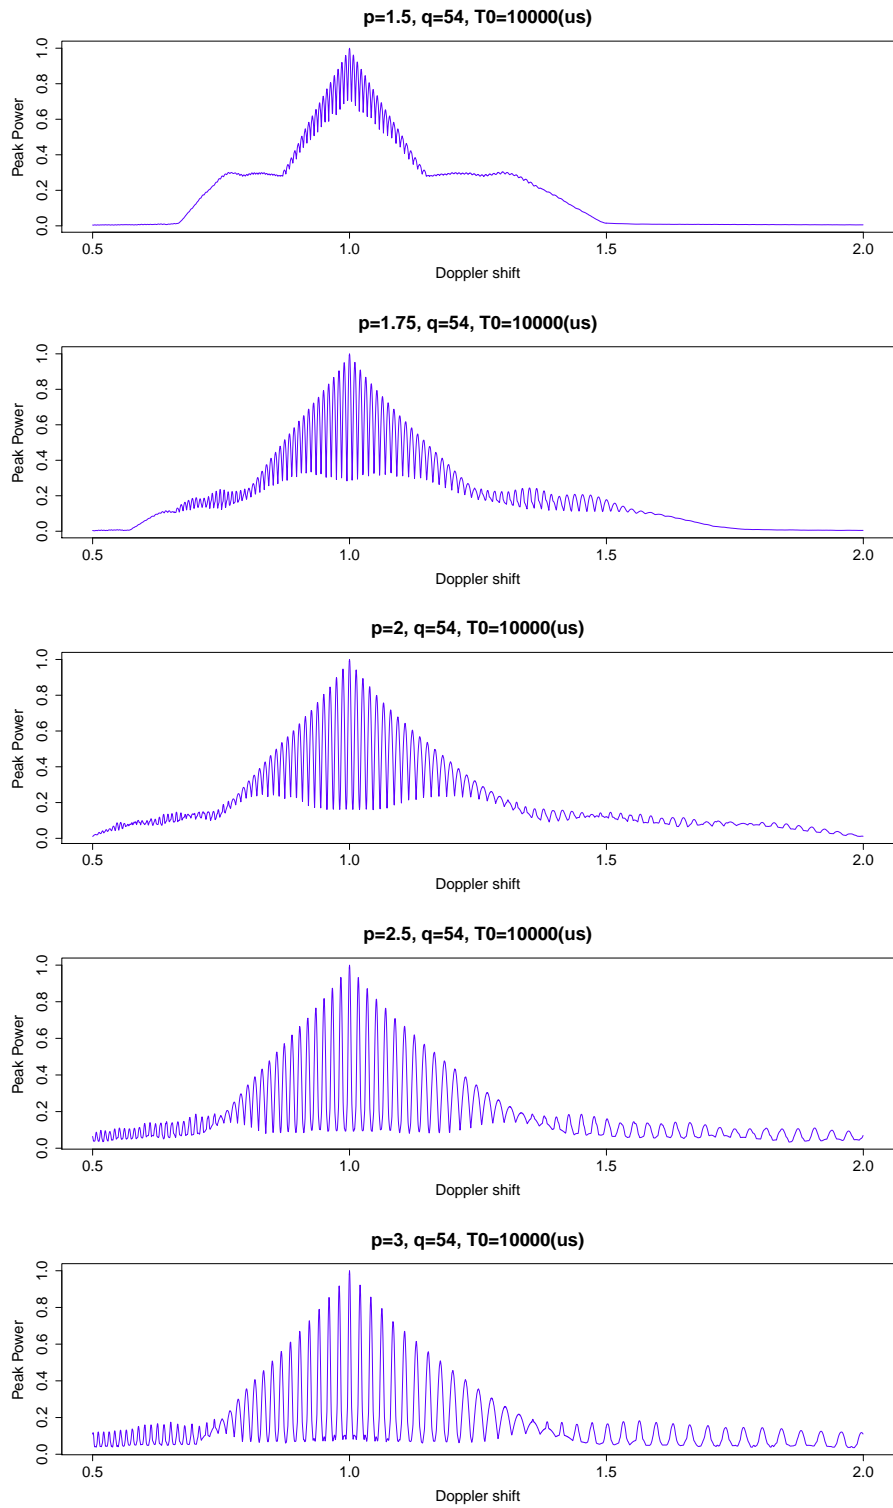 p=1.5, q=54, T0=10000(us)
Peak Power
0.0 0.2 0.4 0.6 0.8 1.0
0.5 1.0 1.5 2.0
Doppler shift
p=1.75, q=54, T0=10000(us)
Peak Power
0.0 0.2 0.4 0.6 0.8 1.0
0.5 1.0 1.5 2.0
Doppler shift
p=2, q=54, T0=10000(us)
Peak Power
0.0 0.2 0.4 0.6 0.8 1.0
0.5 1.0 1.5 2.0
Doppler shift
p=2.5, q=54, T0=10000(us)
Peak Power
0.0 0.2 0.4 0.6 0.8 1.0
0.5 1.0 1.5 2.0
Doppler shift
p=3, q=54, T0=10000(us)
Peak Power
0.0 0.2 0.4 0.6 0.8 1.0
0.5 1.0 1.5 2.0
Doppler shift